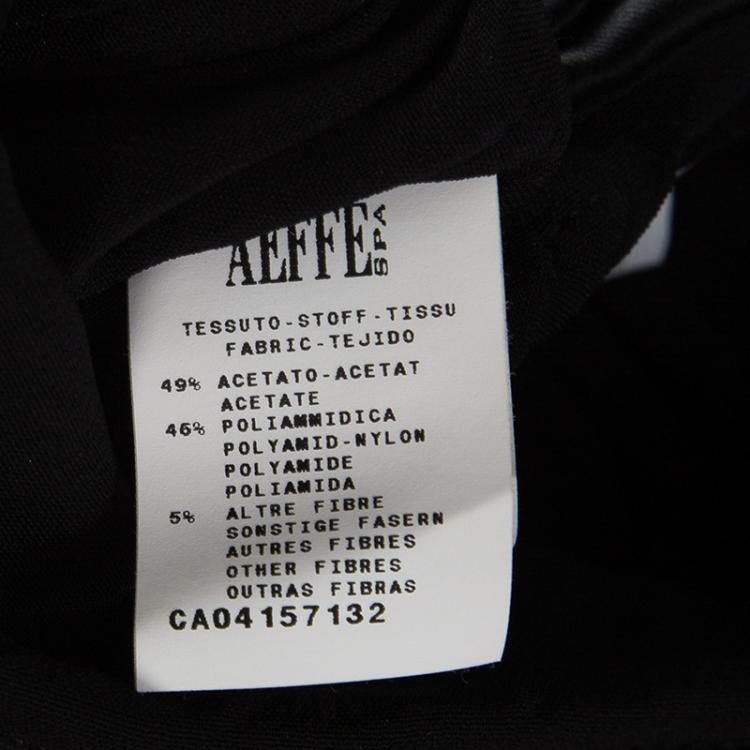 AEFFE SPA
TESSUTO-STOFF-TISSU
FABRIC-TEJIDO
49% ACETATO-ACETAT
ACETATE
46% POLIAMMIDICA
POLYAMID-NYLON
POLYAMIDE
POLIAMIDA
5% ALTRE FIBRE
SONSTIGE FASERN
AUTRES FIBRES
OTHER FIBRES
OUTRAS FIBRAS
CA04157132